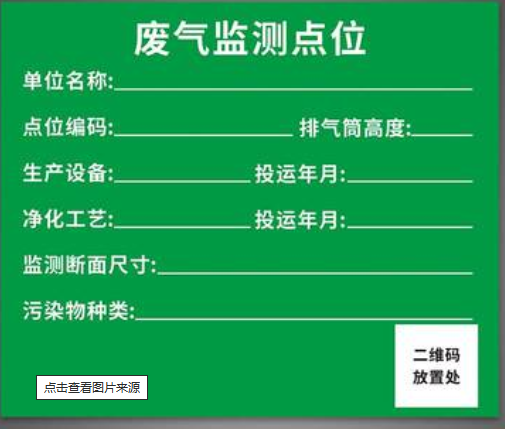 废气监测点位
单位名称:
点位编码: 排气筒高度:
生产设备: 投运年月:
净化工艺: 投运年月:
监测断面尺寸:
污染物种类:
二维码
放置处
点击查看图片来源